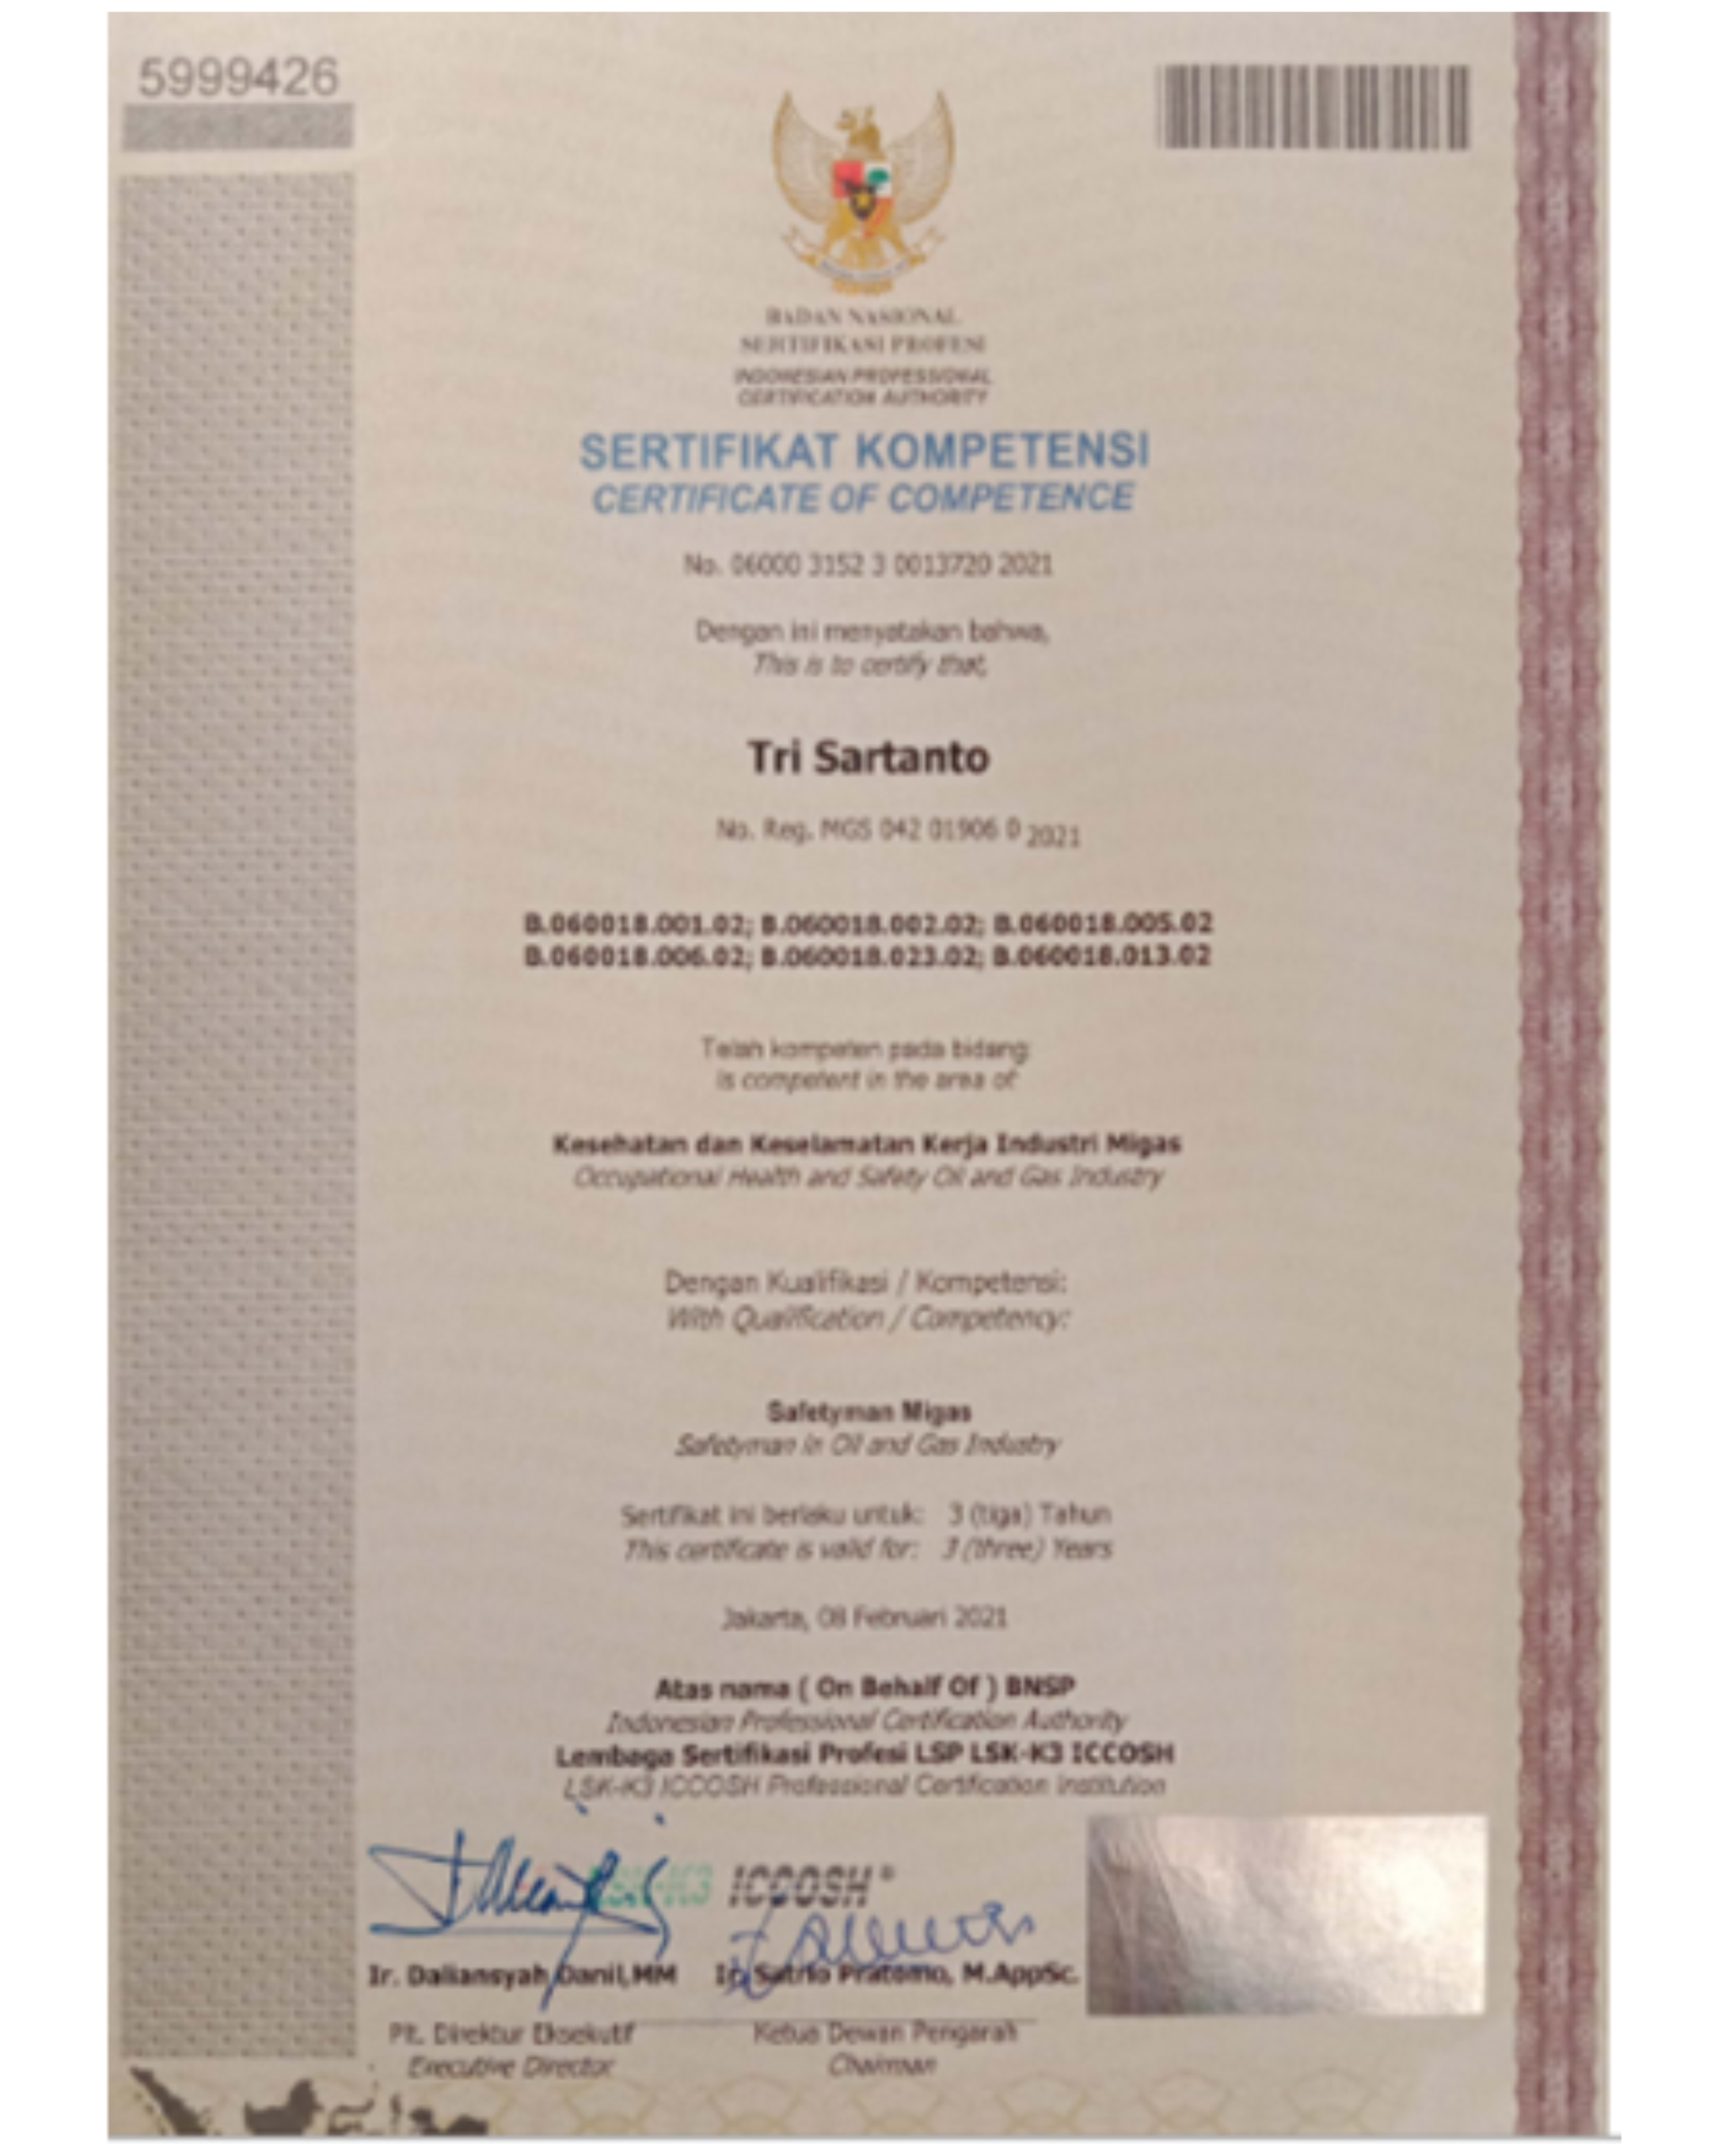 5999426
BADAN NASIONAL
SERTIFIKASI PROFESI
INDONESIAN PROFESSIONAL
CERTIFICATION AUTHORITY
SERTIFIKAT KOMPETENSI
CERTIFICATE OF COMPETENCE
No. 06000 3152 3 0013720 2021
Dengan ini menyatakan bahwa,
This is to certify that,
Tri Sartanto
No. Reg. MGS 042 01906 0 2021
B.060018.001.02; B.060018.002.02; B.060018.005.02
B.060018.006.02; B.060018.023.02; B.060018.013.02
Telah kompeten pada bidang:
is competent in the area of:
Kesehatan dan Keselamatan Kerja Industri Migas
Occupational Health and Safety Oil and Gas Industry
Dengan Kualifikasi / Kompetensi:
With Qualification / Competency:
Safetyman Migas
Safetyman in Oil and Gas Industry
Sertifikat ini berlaku untuk: 3 (tiga) Tahun
This certificate is valid for: 3 (three) Years
Jakarta, 08 Februari 2021
Atas nama ( On Behalf Of ) BNSP
Indonesian Professional Certification Authority
Lembaga Sertifikasi Profesi LSP LSK-K3 ICCOSH
LSK-K3 ICCOSH Professional Certification Institution
LSK-K3 ICCOSH®
Ir. Daliansyah Danil,MM Ir. Satrio Pratomo, M.AppSc.
Plt. Direktur Eksekutif Ketua Dewan Pengarah
Executive Director Chairman